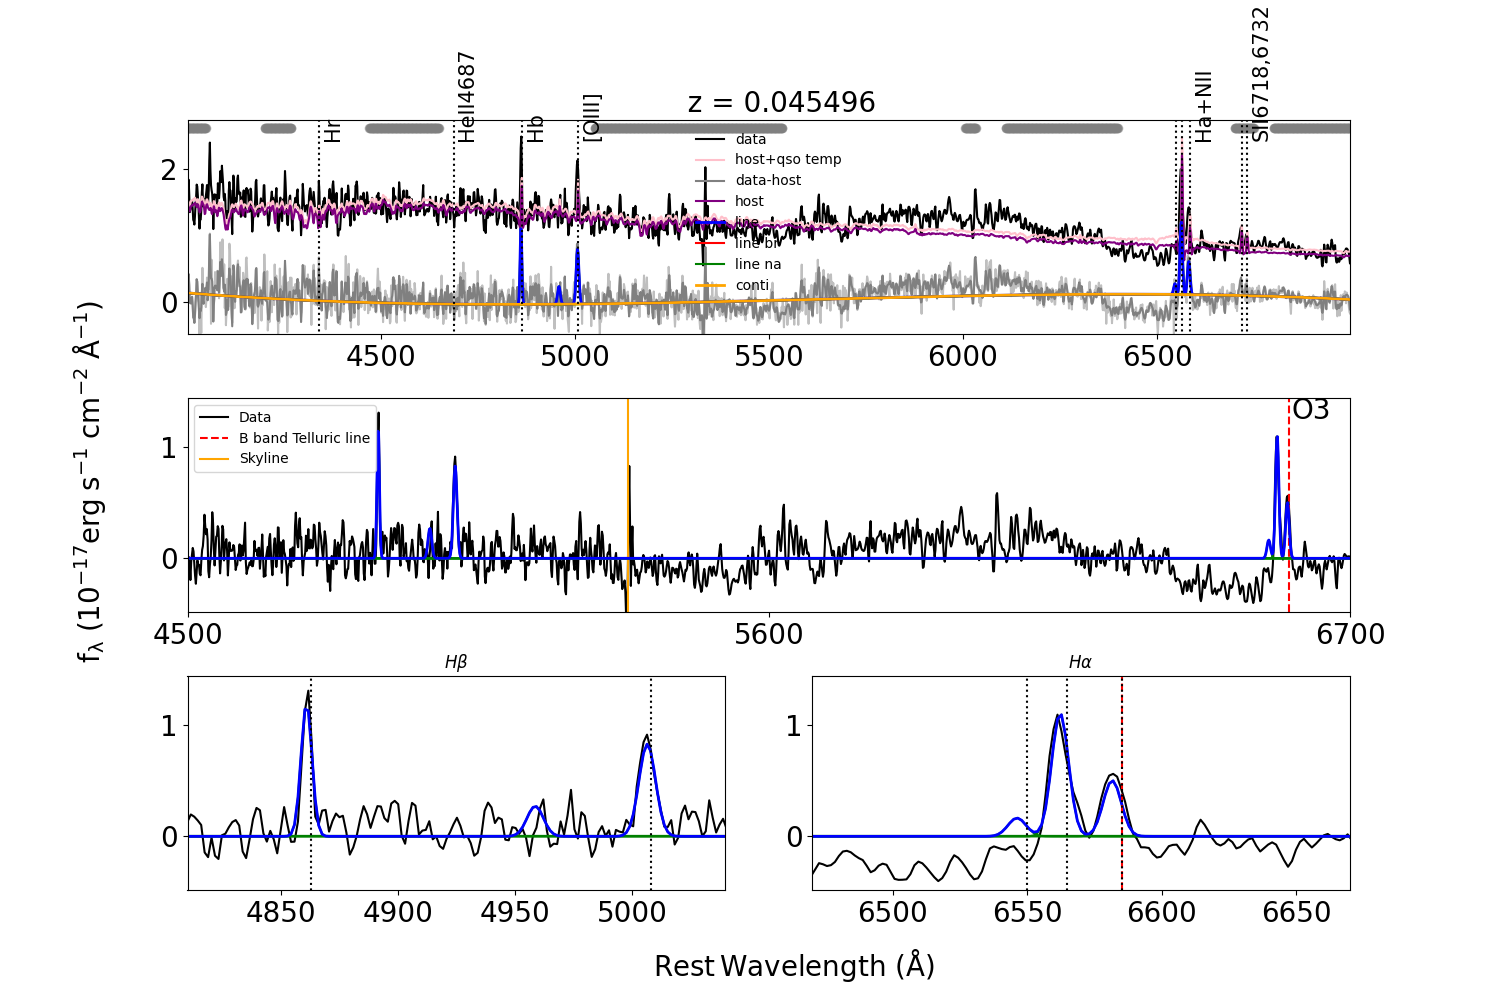 z = 0.045496
Hr
HeII4687
Hb
[OIII]
Ha+NII
SII6718,6732
data
host+qso temp
data-host
host
line
line br
line na
conti
2
0
4500
5000
5500
6000
6500
Data
B band Telluric line
Skyline
O3
1
0
4500
5600
6700
fλ (10⁻¹⁷erg s⁻¹ cm⁻² Å⁻¹)
Hβ
1
0
4850
4900
4950
5000
Hα
1
0
6500
6550
6600
6650
Rest Wavelength (Å)